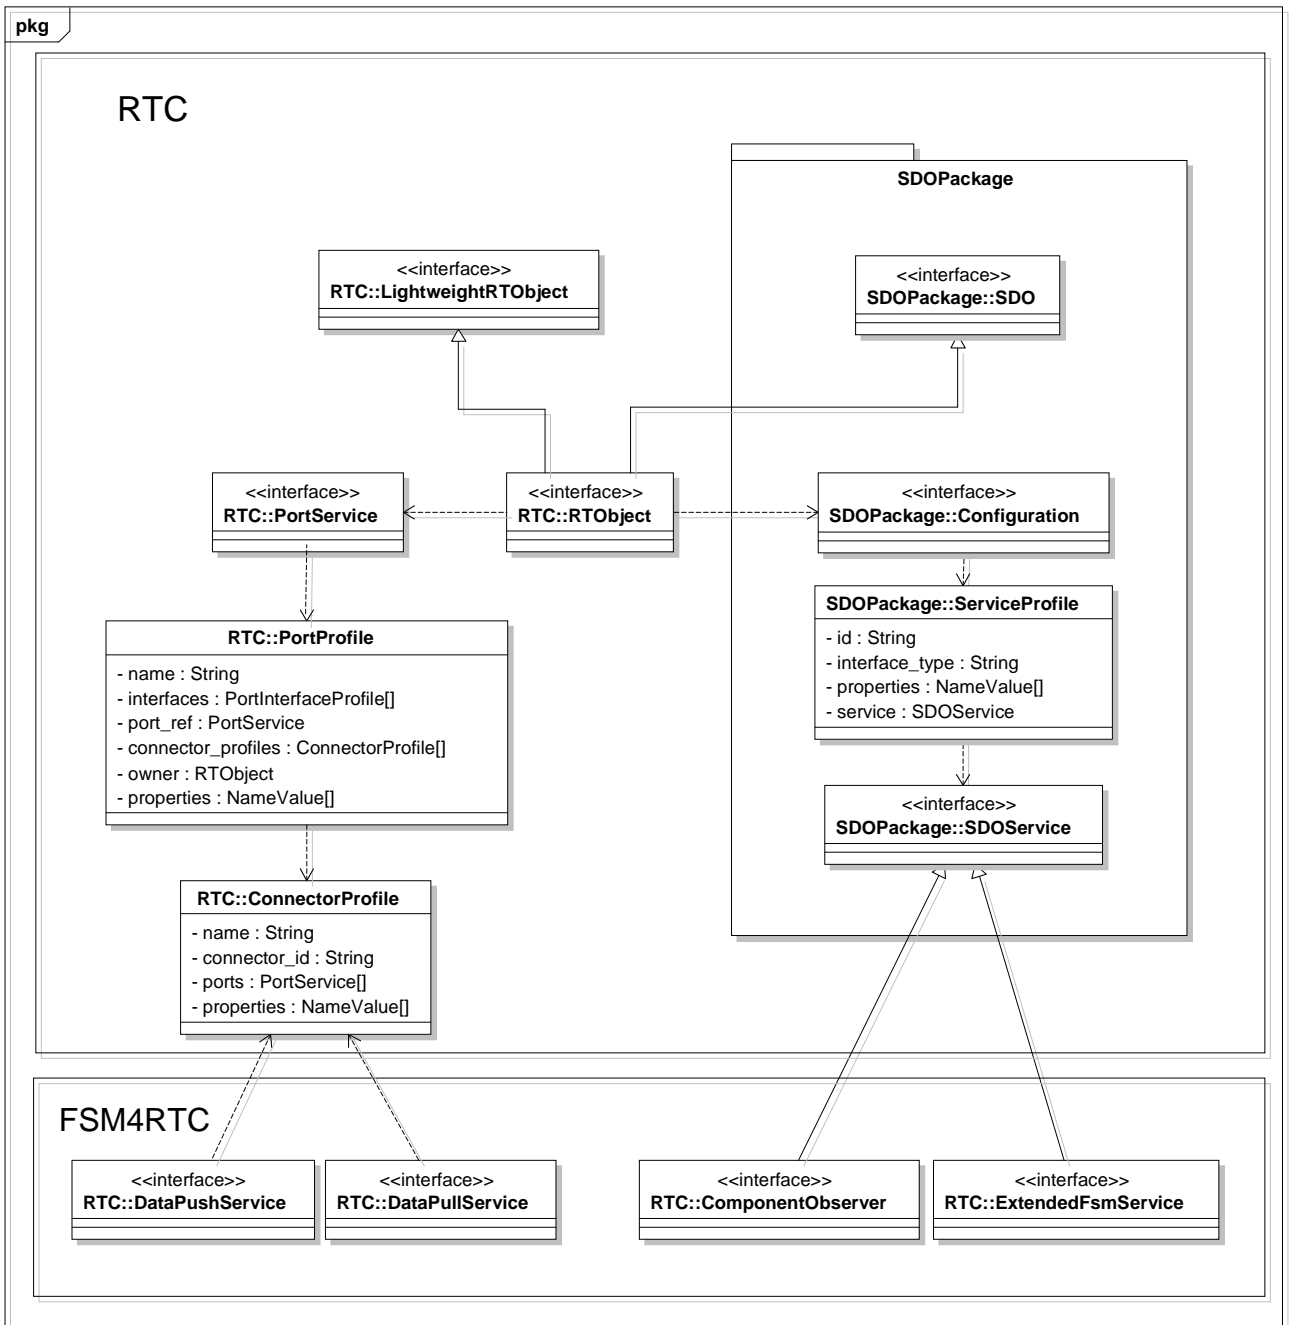 pkg
RTC
SDOPackage
<<interface>>
RTC::LightweightRTObject
<<interface>>
SDOPackage::SDO
<<interface>>
RTC::PortService
<<interface>>
RTC::RTObject
<<interface>>
SDOPackage::Configuration
SDOPackage::ServiceProfile
- id : String
- interface_type : String
- properties : NameValue[]
- service : SDOService
RTC::PortProfile
- name : String
- interfaces : PortInterfaceProfile[]
- port_ref : PortService
- connector_profiles : ConnectorProfile[]
- owner : RTObject
- properties : NameValue[]
<<interface>>
SDOPackage::SDOService
RTC::ConnectorProfile
- name : String
- connector_id : String
- ports : PortService[]
- properties : NameValue[]
FSM4RTC
<<interface>>
RTC::DataPushService
<<interface>>
RTC::DataPullService
<<interface>>
RTC::ComponentObserver
<<interface>>
RTC::ExtendedFsmService